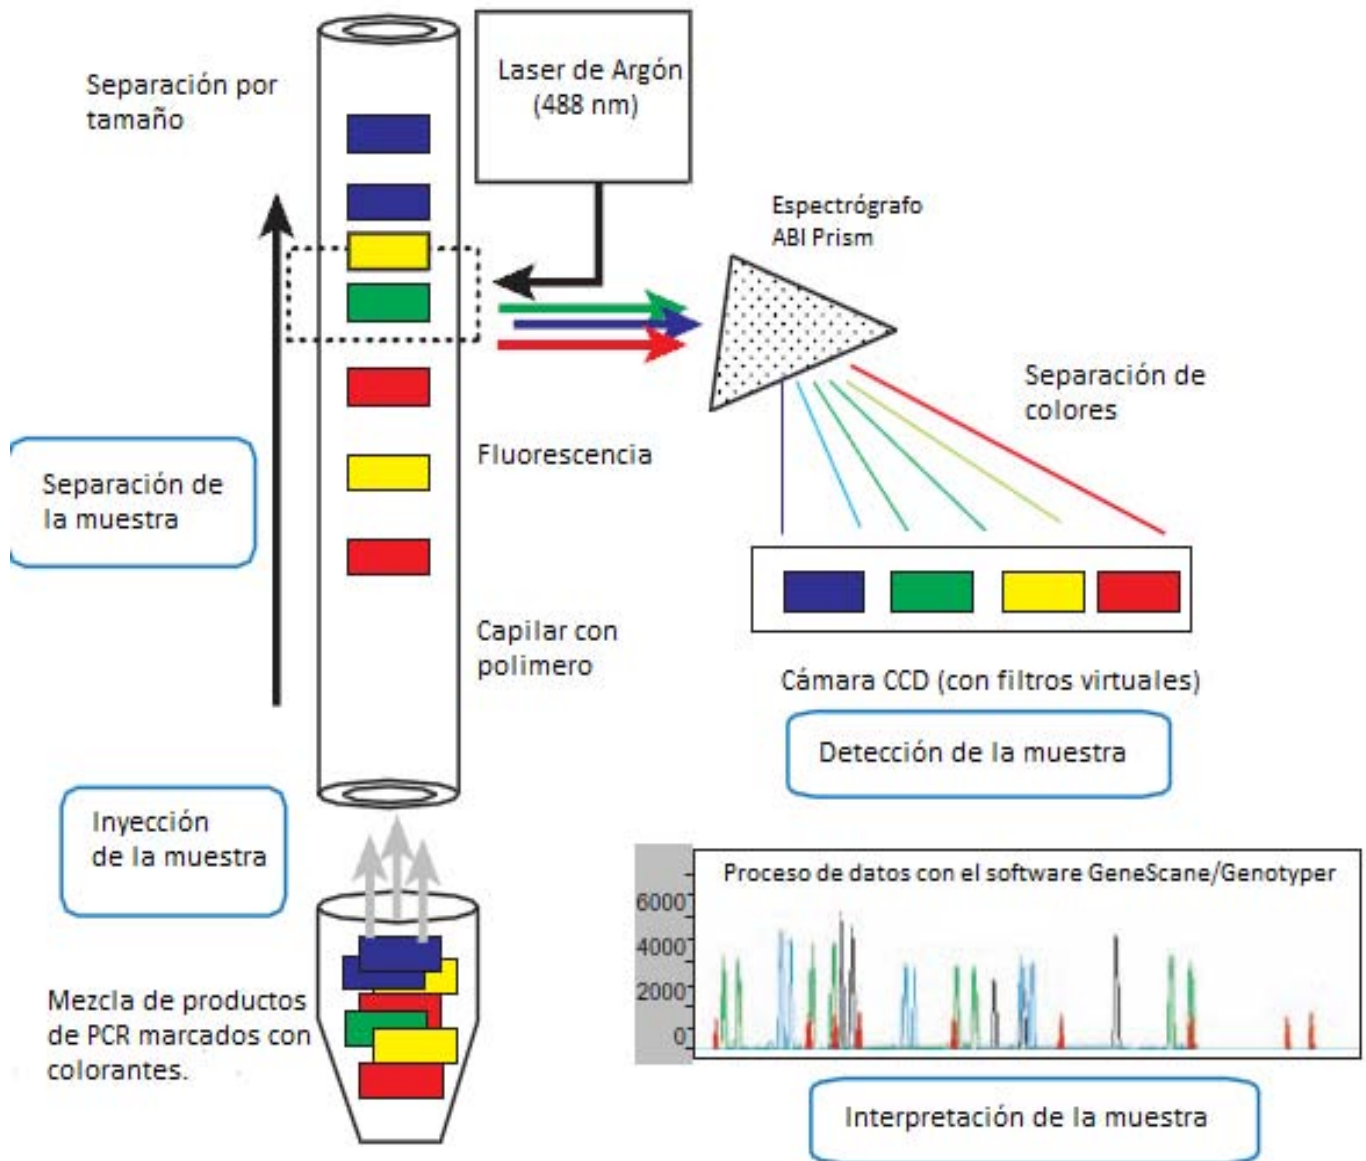 Separación por
tamaño
Laser de Argón
(488 nm)
Espectrógrafo
ABI Prism
Separación de
colores
Fluorescencia
Separación de
la muestra
Capilar con
polimero
Cámara CCD (con filtros virtuales)
Detección de la muestra
Inyección
de la muestra
Mezcla de productos
de PCR marcados con
colorantes.
Proceso de datos con el software GeneScane/Genotyper
6000
4000
2000
0
Interpretación de la muestra